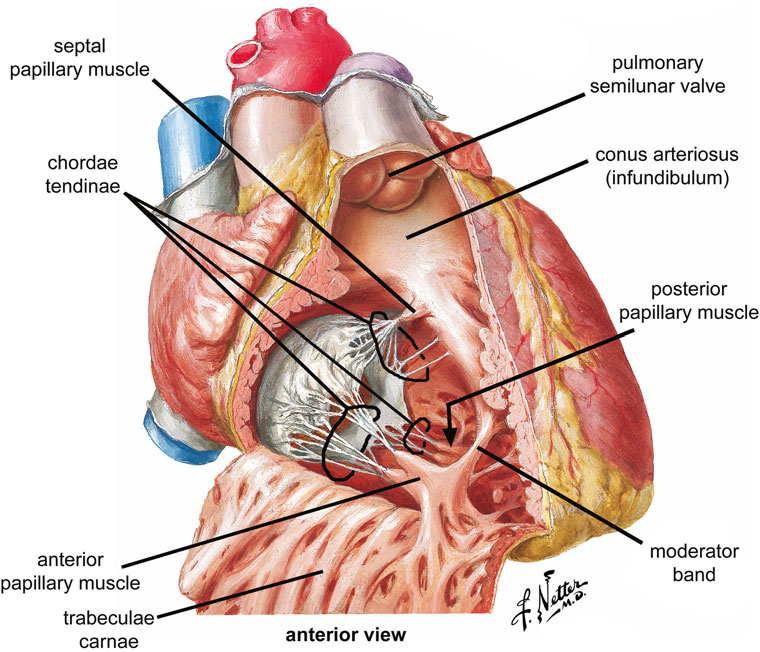 septal
papillary muscle
pulmonary
semilunar valve
chordae
tendinae
conus arteriosus
(infundibulum)
posterior
papillary muscle
anterior
papillary muscle
moderator
band
trabeculae
carnae
anterior view
F. Netter
M.D.